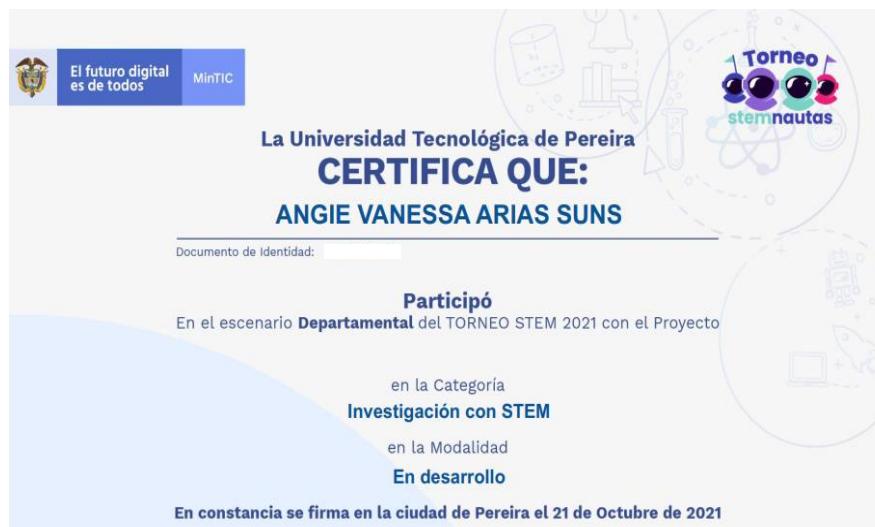 El futuro digital
es de todos
MinTIC
Torneo
stemnautas
La Universidad Tecnológica de Pereira
CERTIFICA QUE:
ANGIE VANESSA ARIAS SUNS
Documento de Identidad:
Participó
En el escenario Departamental del TORNEO STEM 2021 con el Proyecto
en la Categoría
Investigación con STEM
en la Modalidad
En desarrollo
En constancia se firma en la ciudad de Pereira el 21 de Octubre de 2021